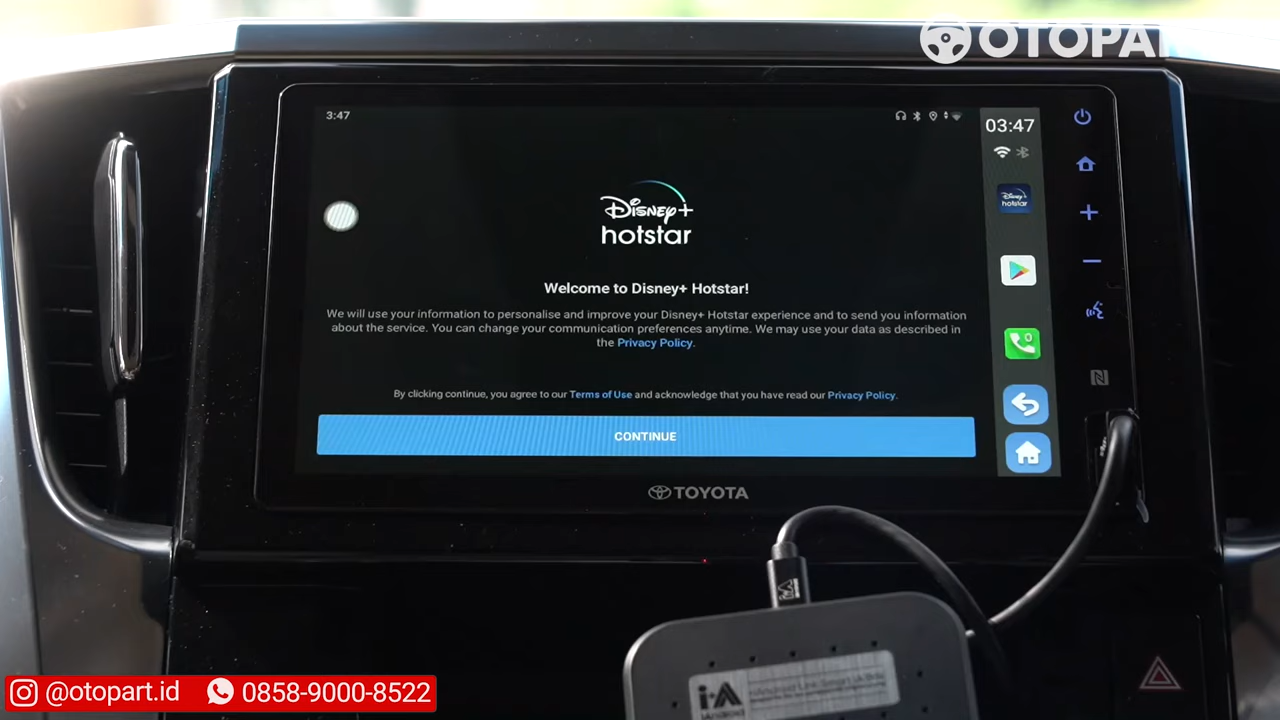 OTOPA
3:47
03:47
Disney+
hotstar
Disney+
hotstar
Welcome to Disney+ Hotstar!
We will use your information to personalise and improve your Disney+ Hotstar experience and to send you information
about the service. You can change your communication preferences anytime. We may use your data as described in
the Privacy Policy.
By clicking continue, you agree to our Terms of Use and acknowledge that you have read our Privacy Policy.
CONTINUE
TOYOTA
i+A
@otopart.id 0858-9000-8522